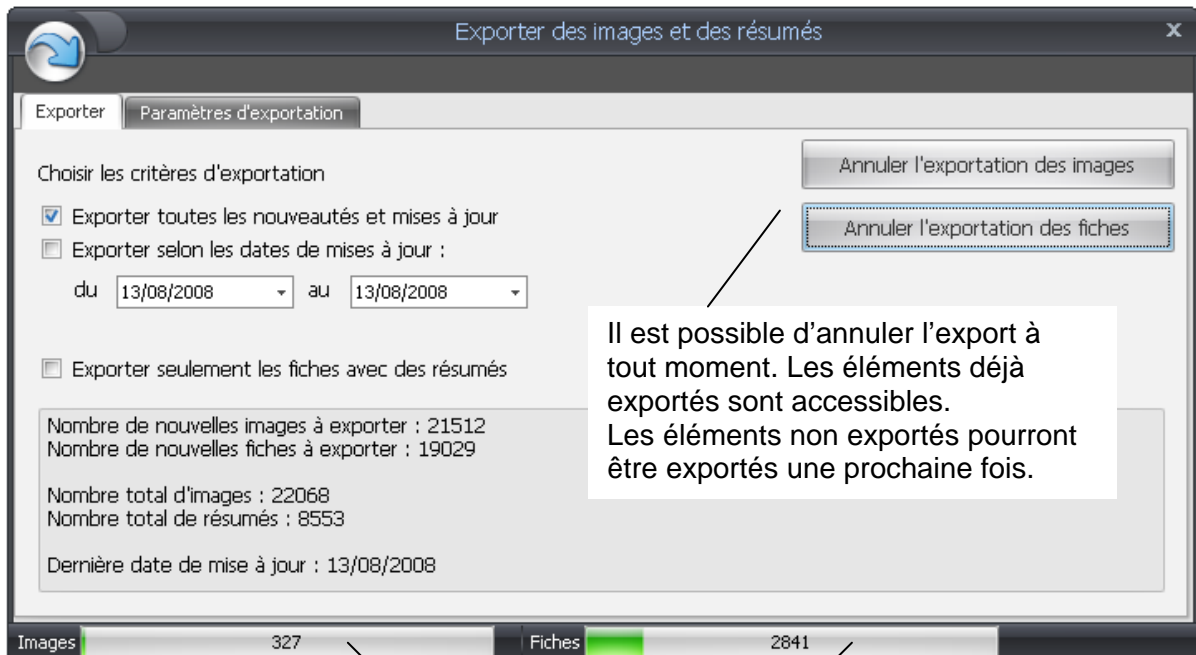 Exporter des images et des résumés
x
Exporter
Paramètres d'exportation
Choisir les critères d'exportation
Annuler l'exportation des images
Exporter toutes les nouveautés et mises à jour
Annuler l'exportation des fiches
Exporter selon les dates de mises à jour :
du 13/08/2008 au 13/08/2008
Il est possible d’annuler l’export à
tout moment. Les éléments déjà
exportés sont accessibles.
Les éléments non exportés pourront
être exportés une prochaine fois.
Exporter seulement les fiches avec des résumés
Nombre de nouvelles images à exporter : 21512
Nombre de nouvelles fiches à exporter : 19029
Nombre total d'images : 22068
Nombre total de résumés : 8553
Dernière date de mise à jour : 13/08/2008
Images 327 Fiches 2841